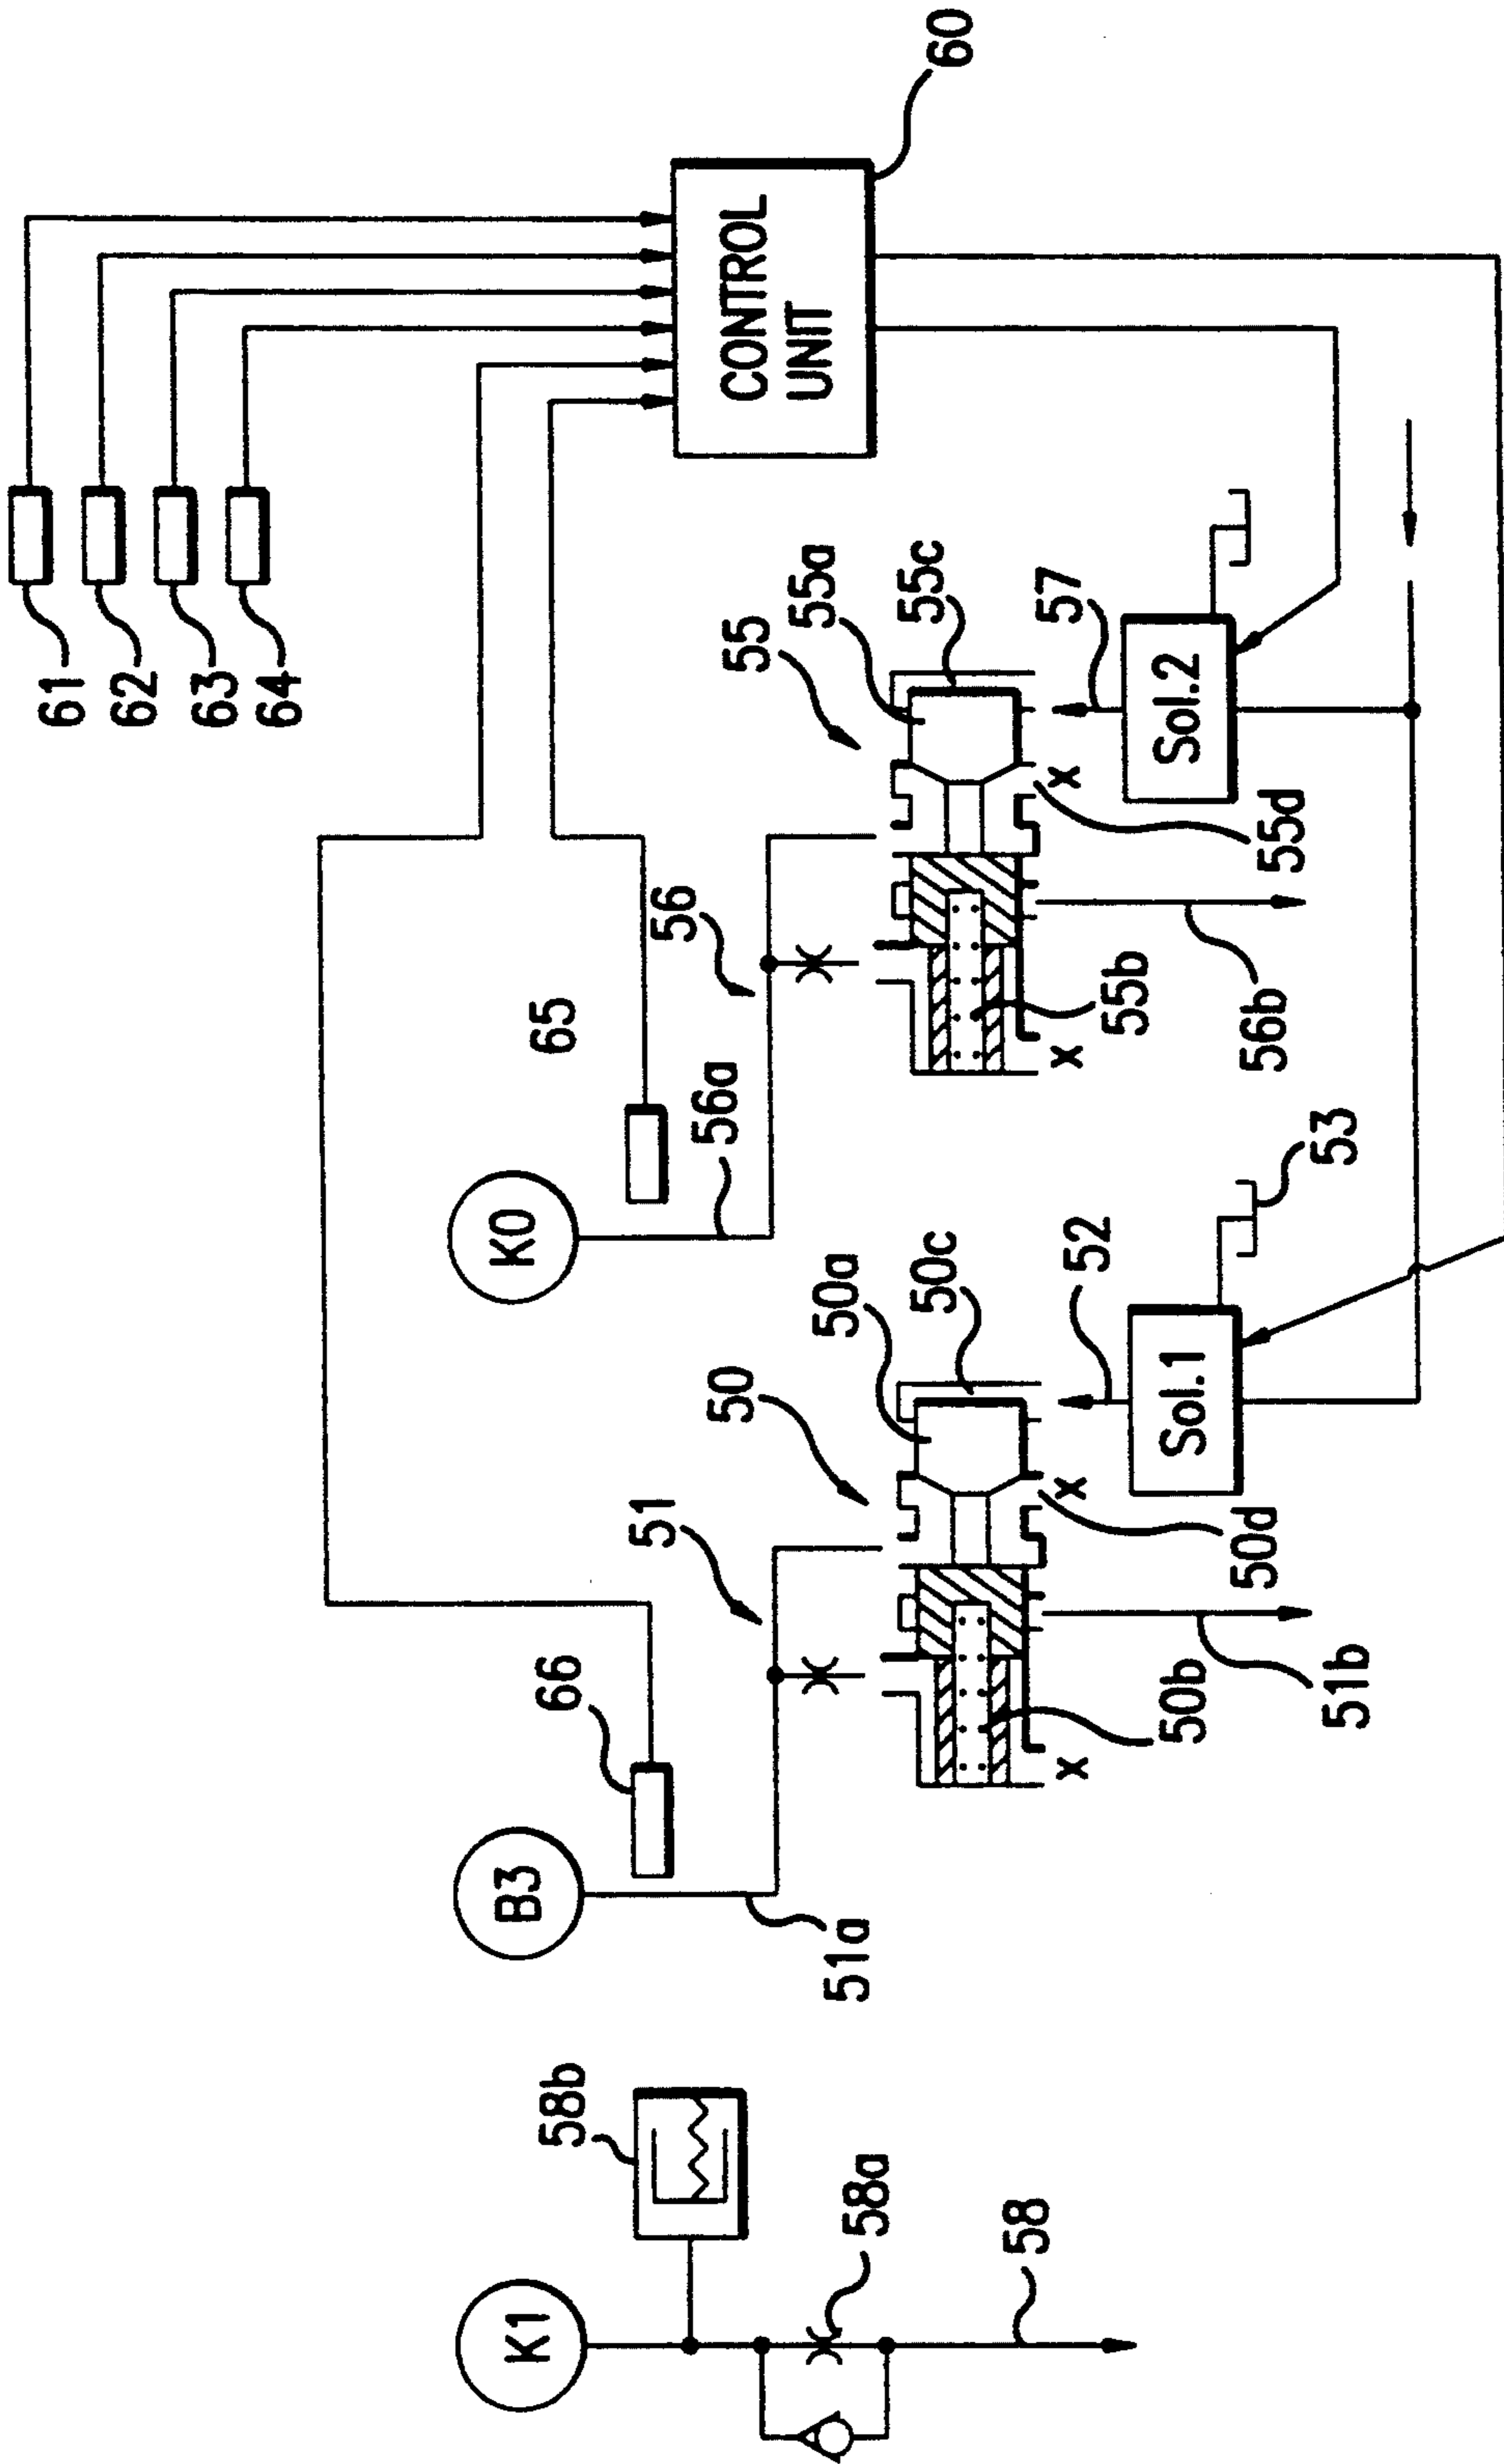 61
62
63
64
60
CONTROL
UNIT
65
66
K0
56a
56
55
55a
55c
57
Sol.2
X
55d
55b
X
56b
B3
51a
51
50
50a
50c
52
Sol.1
53
X
50d
50b
X
51b
K1
58b
58a
58